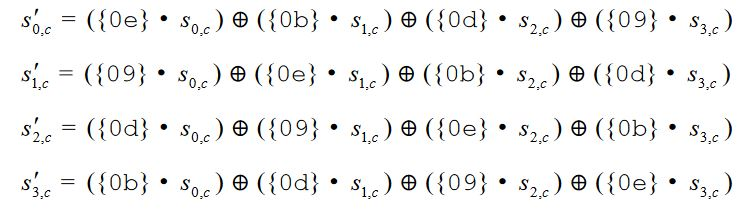 s′0,c = ({0e} • s0,c) ⊕ ({0b} • s1,c) ⊕ ({0d} • s2,c) ⊕ ({09} • s3,c)
s′1,c = ({09} • s0,c) ⊕ ({0e} • s1,c) ⊕ ({0b} • s2,c) ⊕ ({0d} • s3,c)
s′2,c = ({0d} • s0,c) ⊕ ({09} • s1,c) ⊕ ({0e} • s2,c) ⊕ ({0b} • s3,c)
s′3,c = ({0b} • s0,c) ⊕ ({0d} • s1,c) ⊕ ({09} • s2,c) ⊕ ({0e} • s3,c)